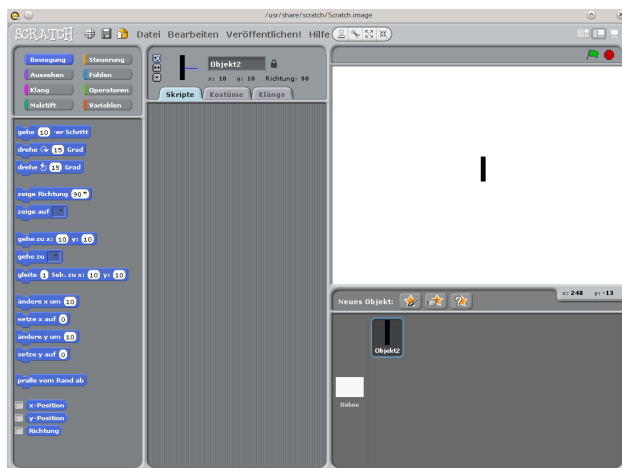 /usr/share/scratch/Scratch.image
SCRATCH Datei Bearbeiten Veröffentlichen! Hilfe
Bewegung Steuerung
Aussehen Fühlen
Klang Operatoren
Malstift Variablen
gehe 10 -er Schritt
drehe 15 Grad
drehe 15 Grad
zeige Richtung 90
zeige auf
gehe zu x: 10 y: 10
gehe zu
gleite 1 Sek. zu x: 10 y: 10
ändere x um 10
setze x auf 0
ändere y um 10
setze y auf 0
pralle vom Rand ab
x-Position
y-Position
Richtung
Objekt2
x: 10 y: 10 Richtung: 90
Skripte Kostüme Klänge
x: 240 y: -13
Neues Objekt:
Objekt2
Bühne